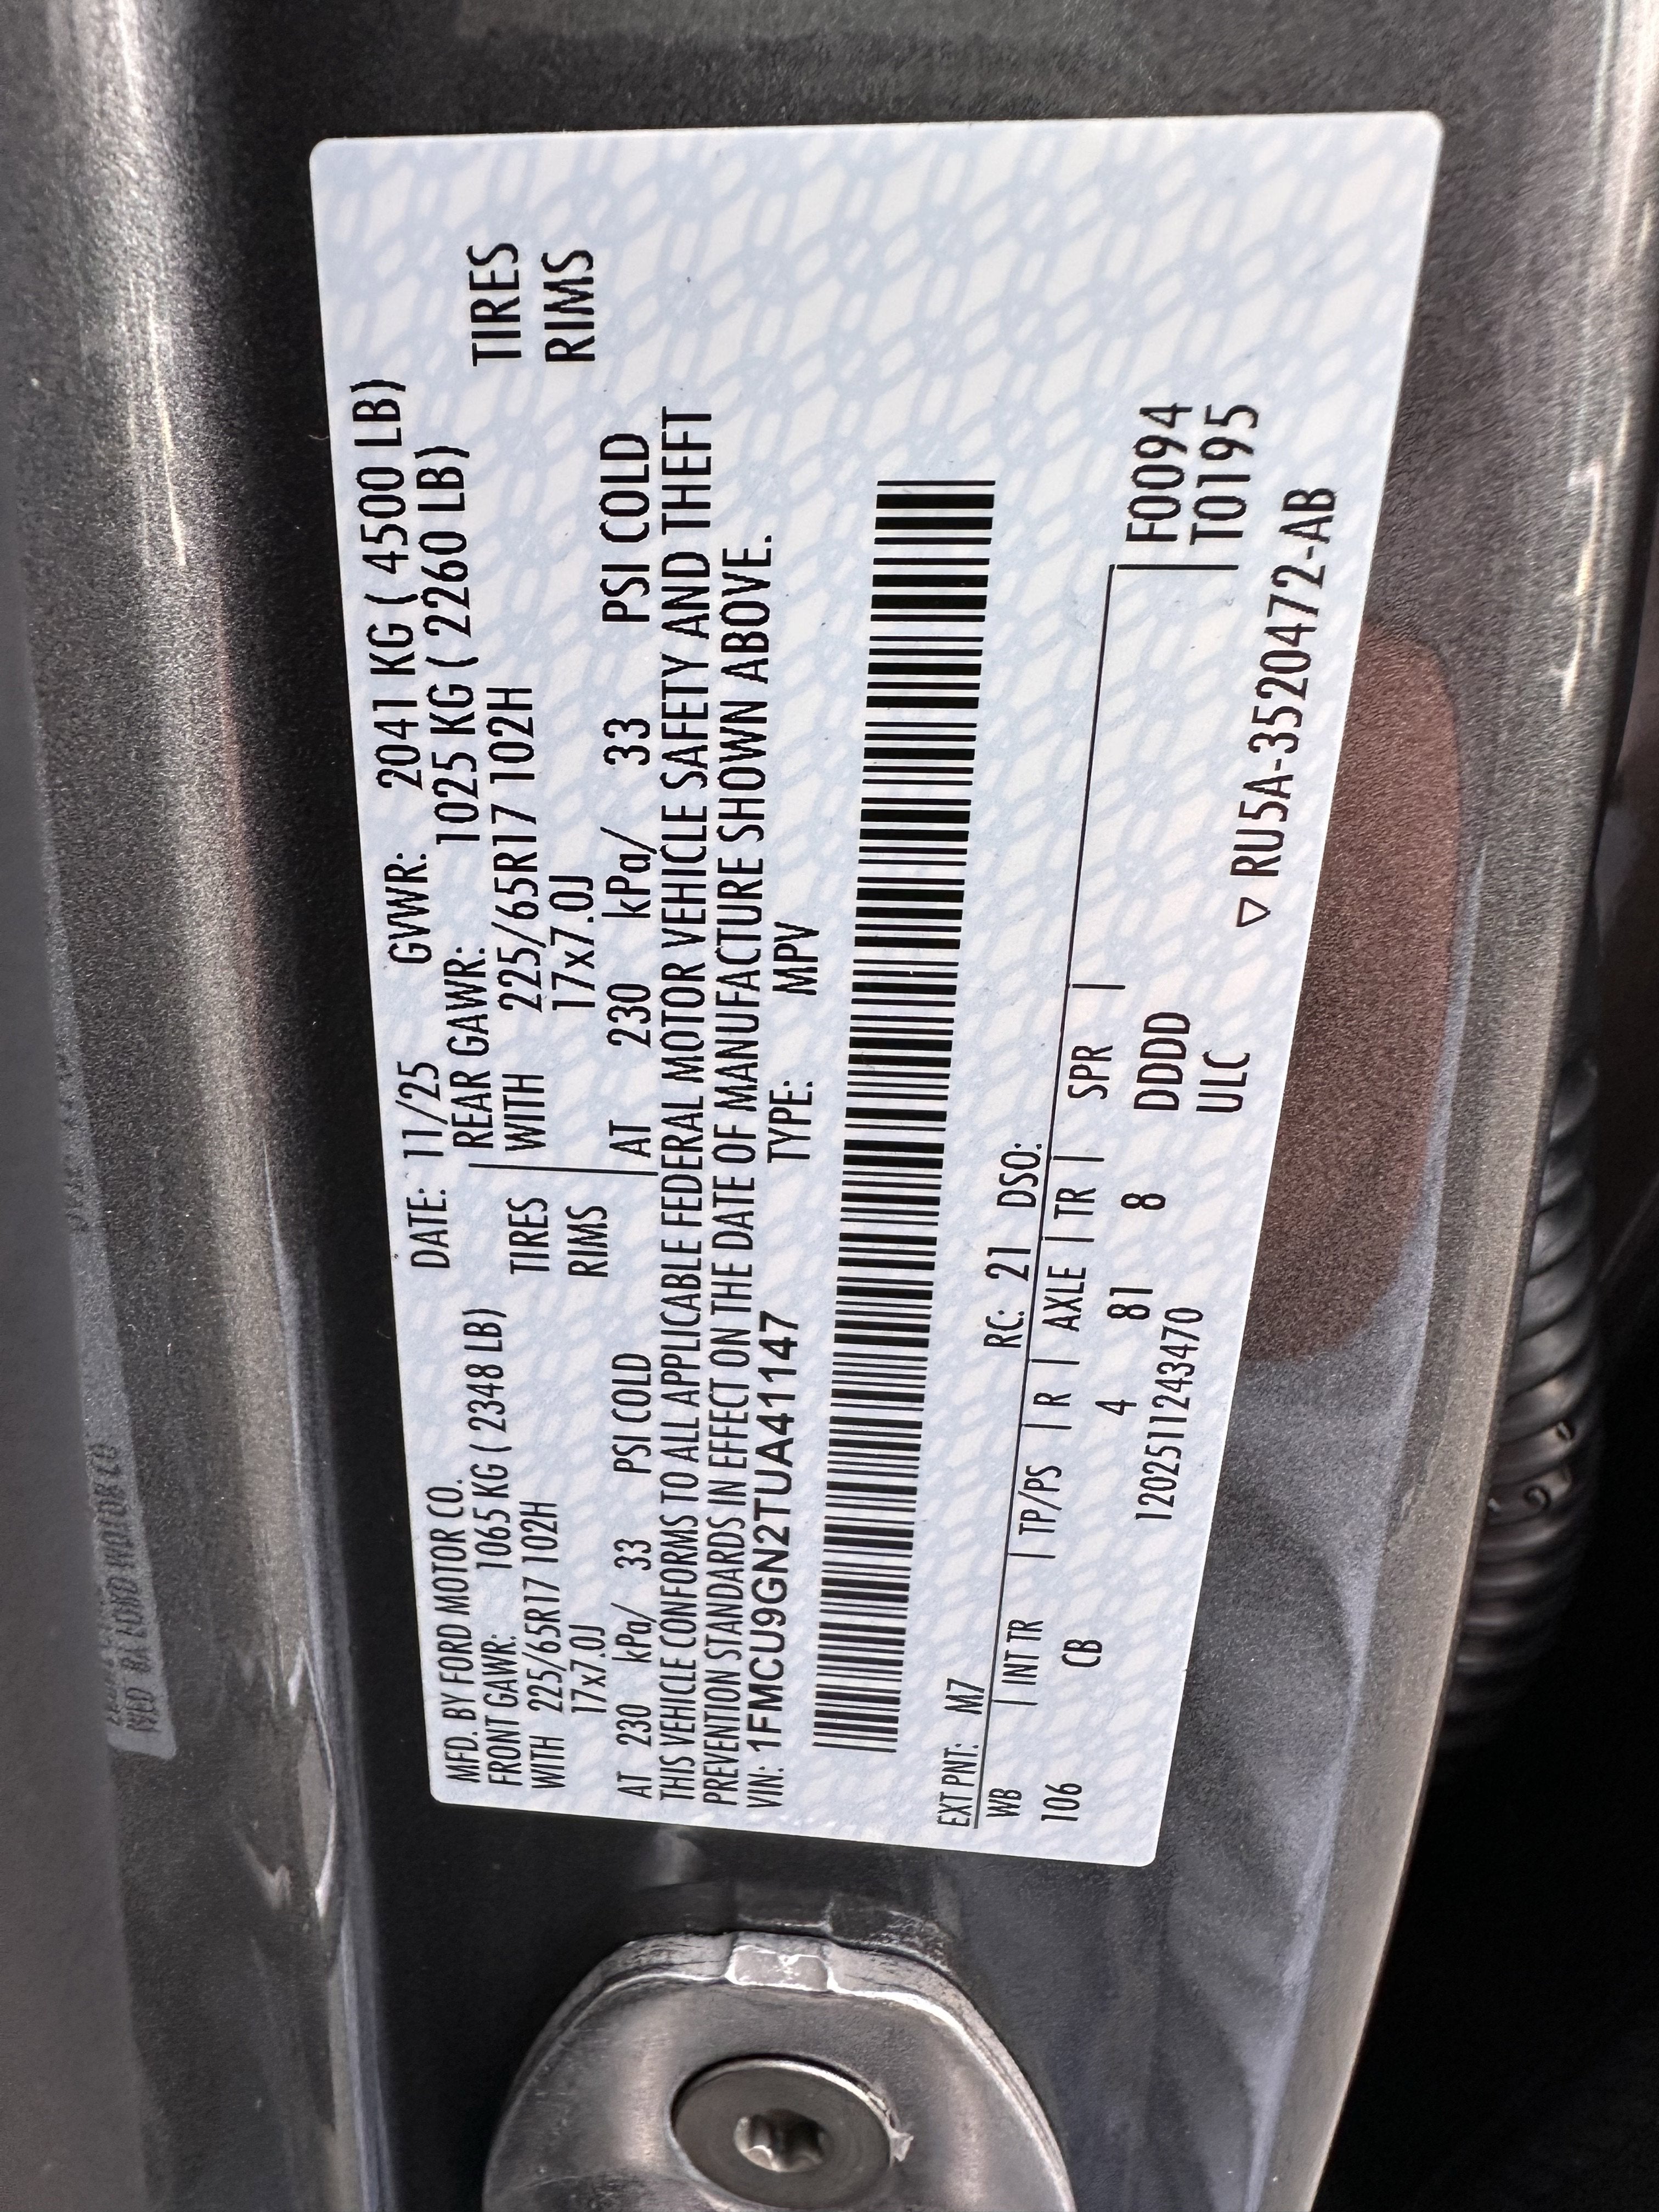 MFD. BY FORD MOTOR CO. DATE: 11/25 GVWR: 2041 KG ( 4500 LB)
FRONT GAWR: 1065 KG ( 2348 LB) REAR GAWR: 1025 KG ( 2260 LB)
WITH 225/65R17 102H TIRES WITH 225/65R17 102H TIRES
17x7.0J RIMS 17x7.0J RIMS
AT 230 kPa/ 33 PSI COLD AT 230 kPa/ 33 PSI COLD
THIS VEHICLE CONFORMS TO ALL APPLICABLE FEDERAL MOTOR VEHICLE SAFETY AND THEFT
PREVENTION STANDARDS IN EFFECT ON THE DATE OF MANUFACTURE SHOWN ABOVE.
VIN: 1FMCU9GN2TUA41147 TYPE: MPV
EXT PNT: M7 RC: 21 DSO:
WB | INT TR | TP/PS | R | AXLE | TR | SPR | F0094
106 CB 4 81 8 DDDD T0195
1202511243470 ULC
▽ RU5A-3520472-AB